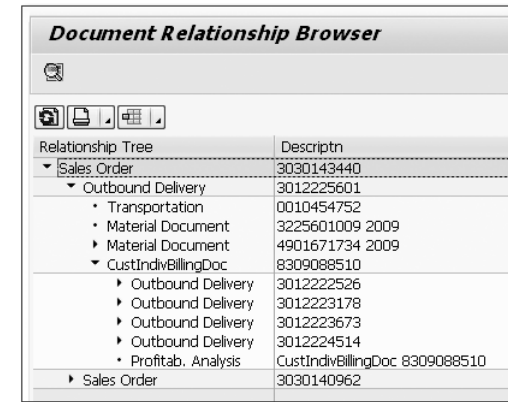 Document Relationship Browser
Relationship Tree Descriptn
Sales Order 3030143440
Outbound Delivery 3012225601
Transportation 0010454752
Material Document 3225601009 2009
Material Document 4901671734 2009
CustIndivBillingDoc 8309088510
Outbound Delivery 3012222526
Outbound Delivery 3012223178
Outbound Delivery 3012223673
Outbound Delivery 3012224514
Profitab. Analysis CustIndivBillingDoc 8309088510
Sales Order 3030140962